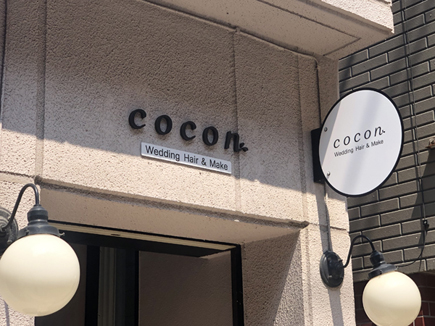 cocon
Wedding Hair & Make
cocon
Wedding Hair & Make